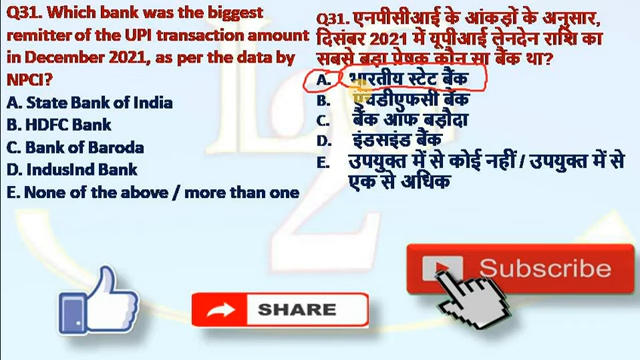 Q31. Which bank was the biggest
remitter of the UPI transaction amount
in December 2021, as per the data by
NPCI?
A. State Bank of India
B. HDFC Bank
C. Bank of Baroda
D. IndusInd Bank
E. None of the above / more than one
Q31. एनपीसीआई के आंकड़ों के अनुसार,
दिसंबर 2021 में यूपीआई लेनदेन राशि का
सबसे बड़ा प्रेषक कौन सा बैंक था?
A. भारतीय स्टेट बैंक
B. एचडीएफसी बैंक
C. बैंक ऑफ बड़ौदा
D. इंडसइंड बैंक
E. उपयुक्त में से कोई नहीं / उपयुक्त में से
एक से अधिक
SHARE
Subscribe